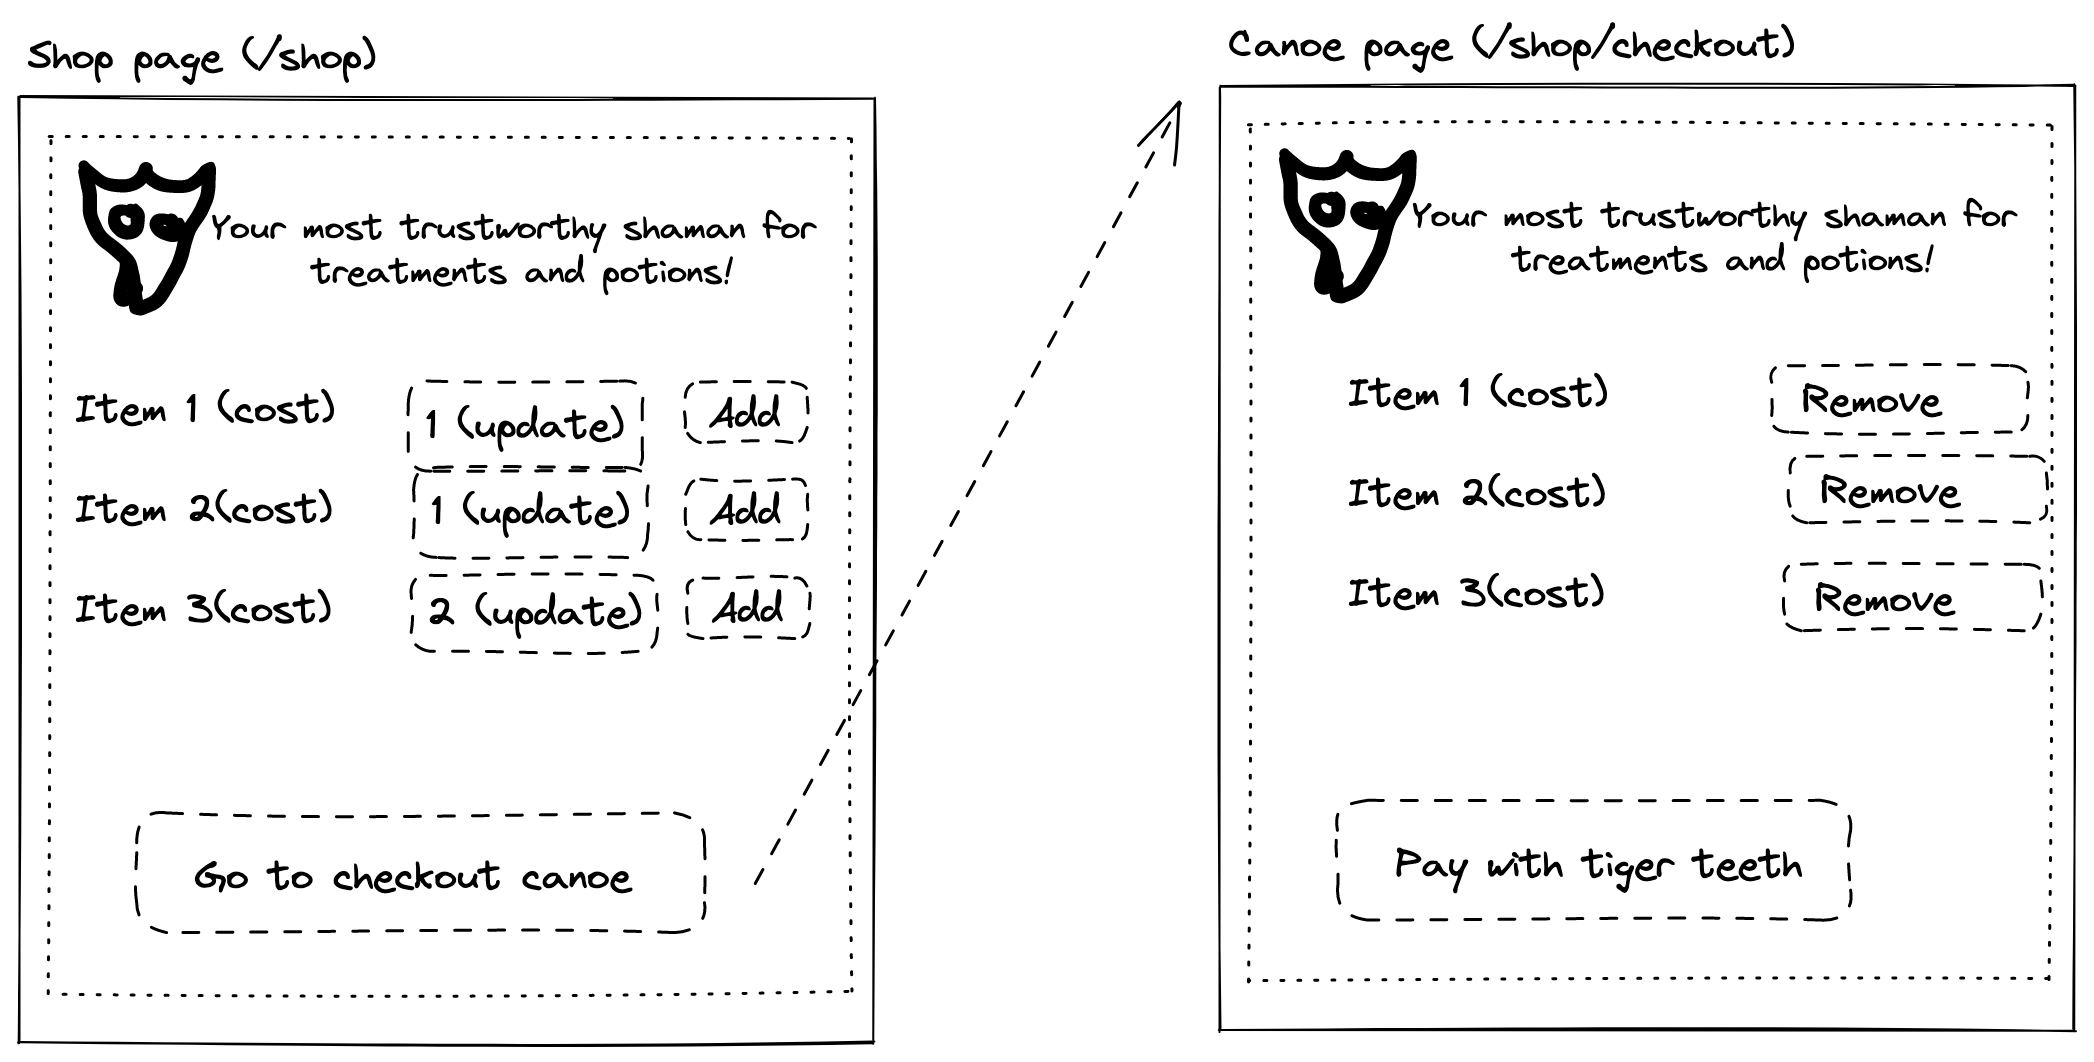 Shop page (/shop)
Your most trustworthy shaman for
treatments and potions!
Item 1 (cost)
1 (update)
Add
Item 2(cost)
1 (update)
Add
Item 3(cost)
2 (update)
Add
Go to checkout canoe
Canoe page (/shop/checkout)
Your most trustworthy shaman for
treatments and potions!
Item 1 (cost)
Remove
Item 2(cost)
Remove
Item 3(cost)
Remove
Pay with tiger teeth